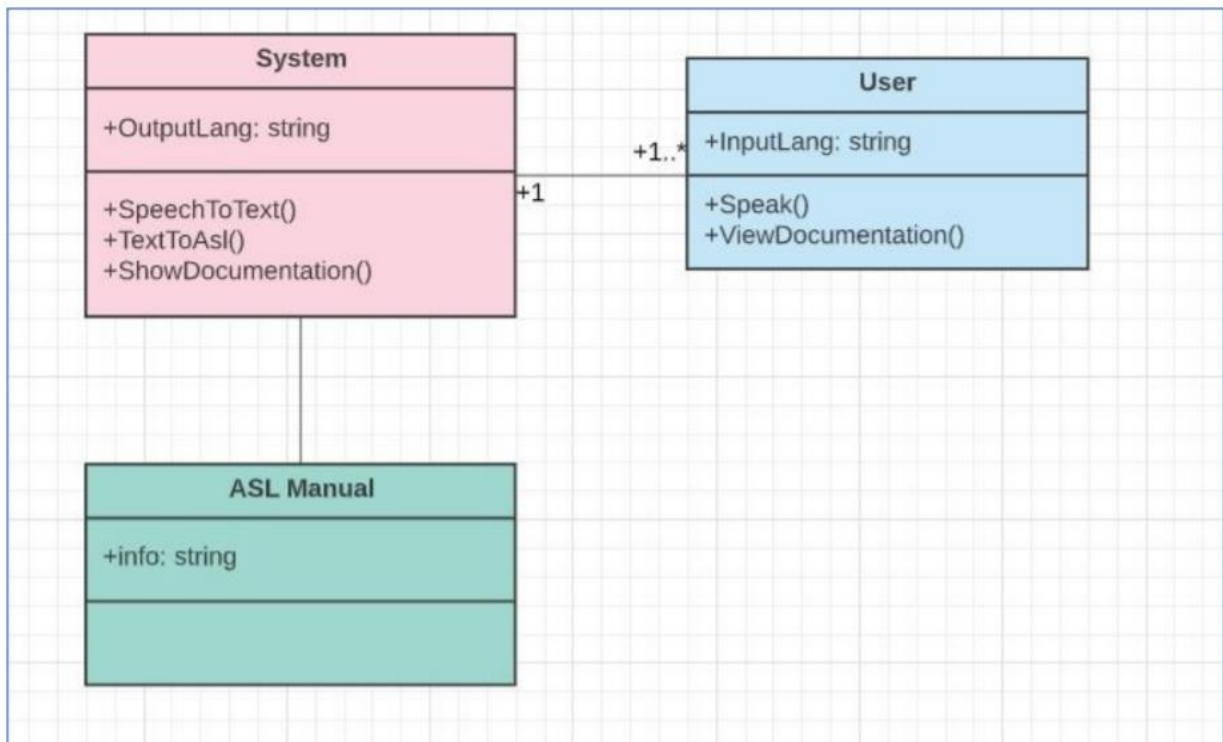 System
+OutputLang: string
+SpeechToText()
+TextToAsl()
+ShowDocumentation()
+1
+1..*
User
+InputLang: string
+Speak()
+ViewDocumentation()
ASL Manual
+info: string